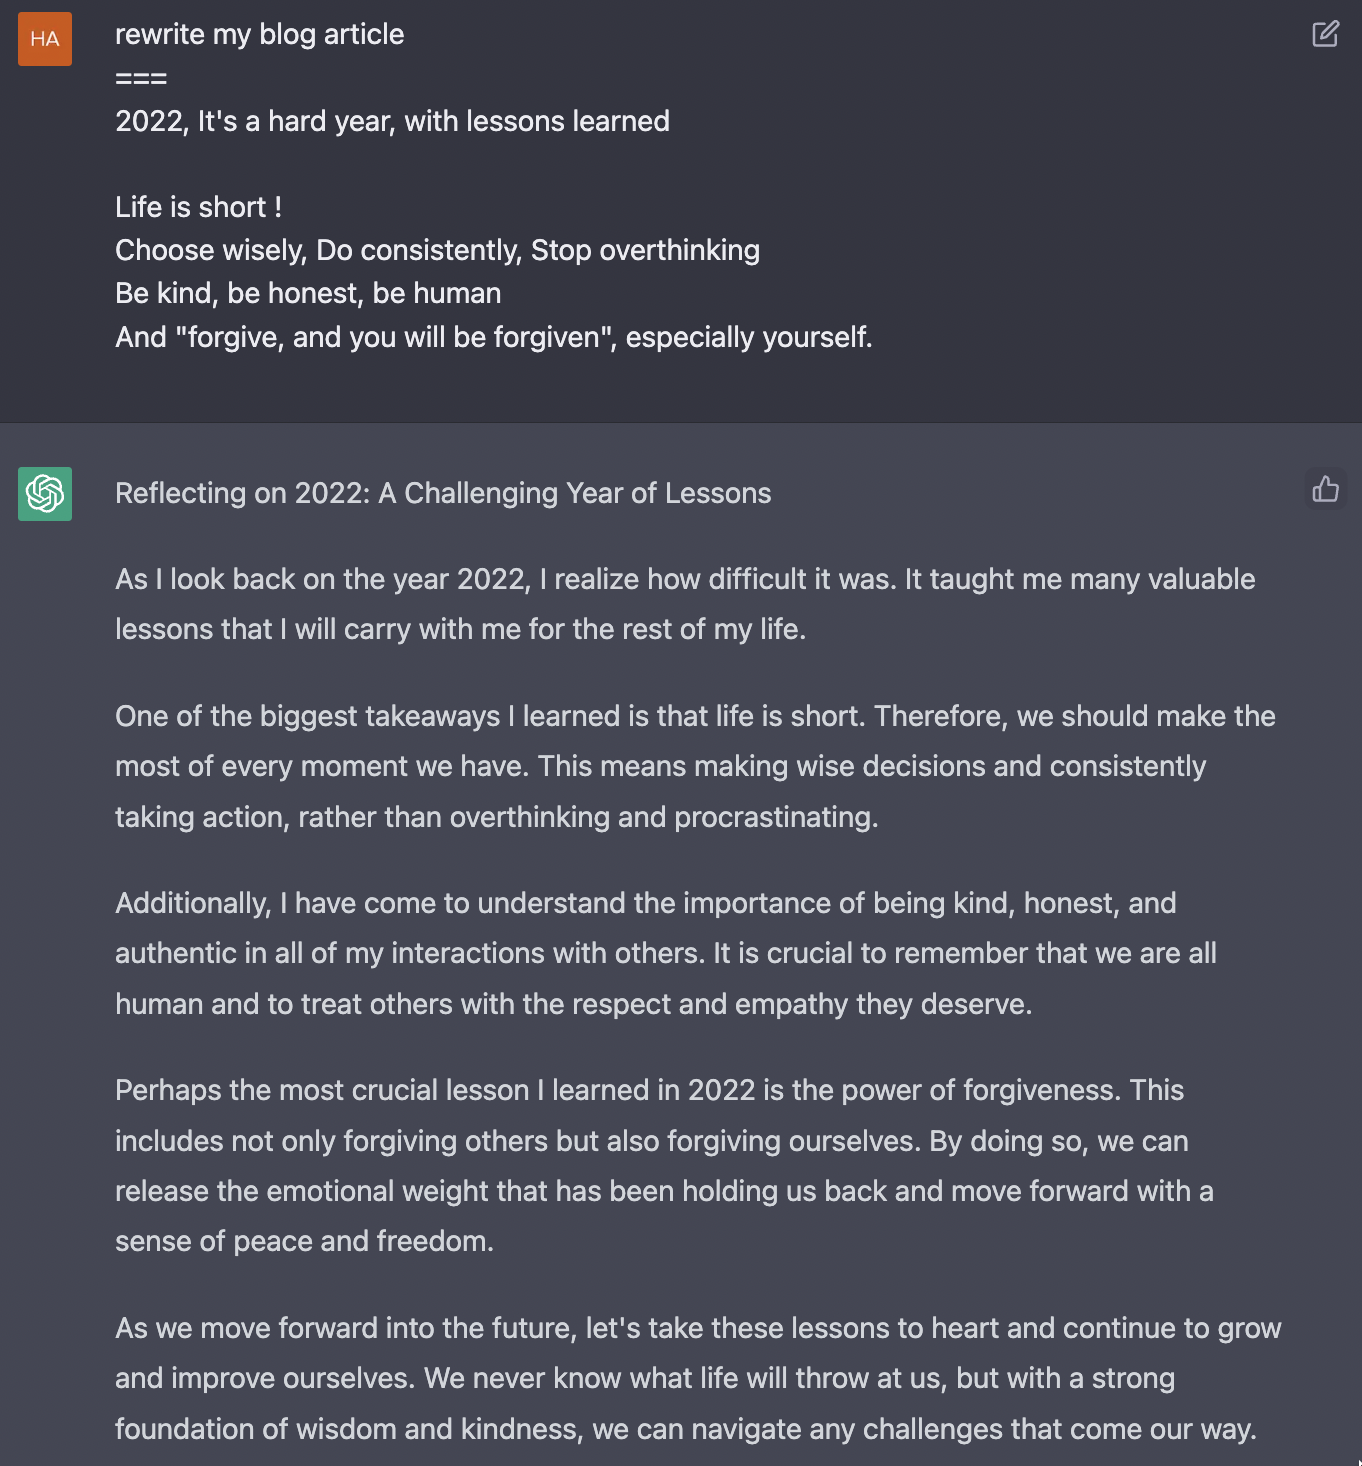 HA
rewrite my blog article
===
2022, It's a hard year, with lessons learned
Life is short !
Choose wisely, Do consistently, Stop overthinking
Be kind, be honest, be human
And "forgive, and you will be forgiven", especially yourself.
Reflecting on 2022: A Challenging Year of Lessons
As I look back on the year 2022, I realize how difficult it was. It taught me many valuable
lessons that I will carry with me for the rest of my life.
One of the biggest takeaways I learned is that life is short. Therefore, we should make the
most of every moment we have. This means making wise decisions and consistently
taking action, rather than overthinking and procrastinating.
Additionally, I have come to understand the importance of being kind, honest, and
authentic in all of my interactions with others. It is crucial to remember that we are all
human and to treat others with the respect and empathy they deserve.
Perhaps the most crucial lesson I learned in 2022 is the power of forgiveness. This
includes not only forgiving others but also forgiving ourselves. By doing so, we can
release the emotional weight that has been holding us back and move forward with a
sense of peace and freedom.
As we move forward into the future, let's take these lessons to heart and continue to grow
and improve ourselves. We never know what life will throw at us, but with a strong
foundation of wisdom and kindness, we can navigate any challenges that come our way.